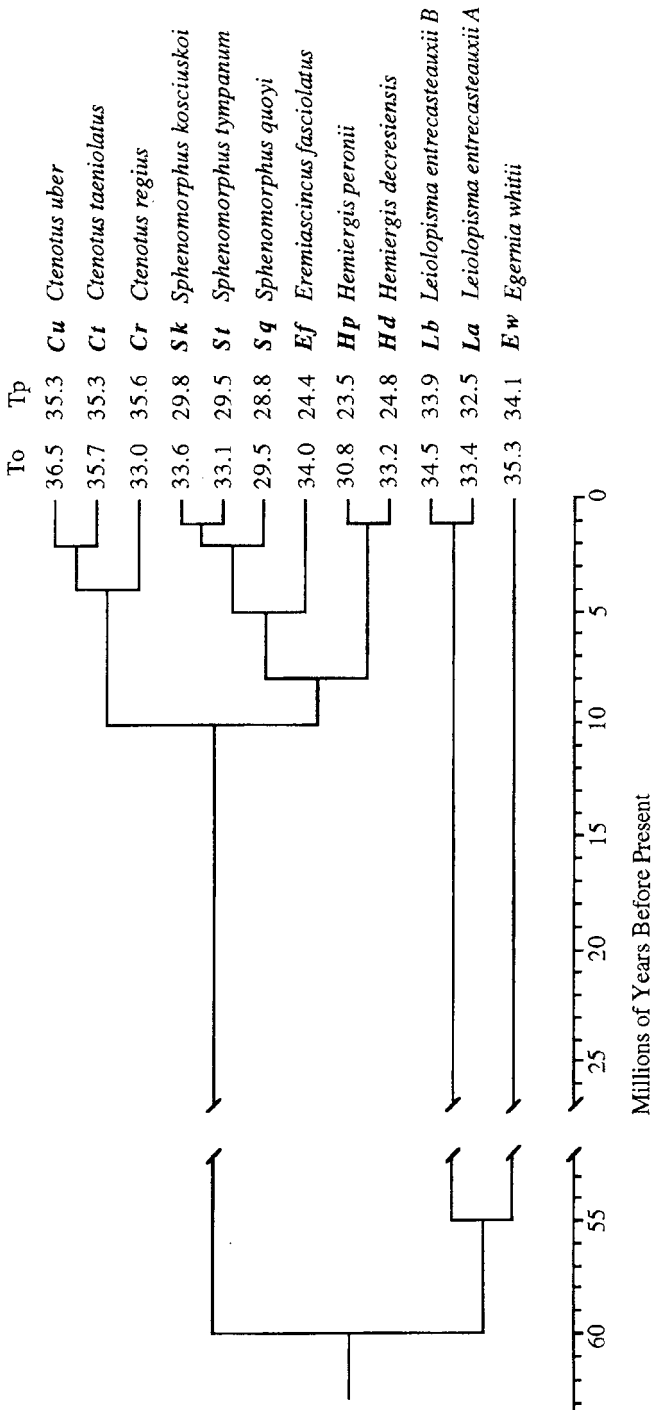 To Tp
36.5 35.3 Cu Ctenotus uber
35.7 35.3 Ct Ctenotus taeniolatus
33.0 35.6 Cr Ctenotus regius
33.6 29.8 Sk Sphenomorphus kosciuskoi
33.1 29.5 St Sphenomorphus tympanum
29.5 28.8 Sq Sphenomorphus quoyi
34.0 24.4 Ef Eremiascincus fasciolatus
30.8 23.5 Hp Hemiergis peronii
33.2 24.8 Hd Hemiergis decresiensis
34.5 33.9 Lb Leiolopisma entrecasteauxii B
33.4 32.5 La Leiolopisma entrecasteauxii A
35.3 34.1 Ew Egernia whitii
60 55 25 20 15 10 5 0
Millions of Years Before Present